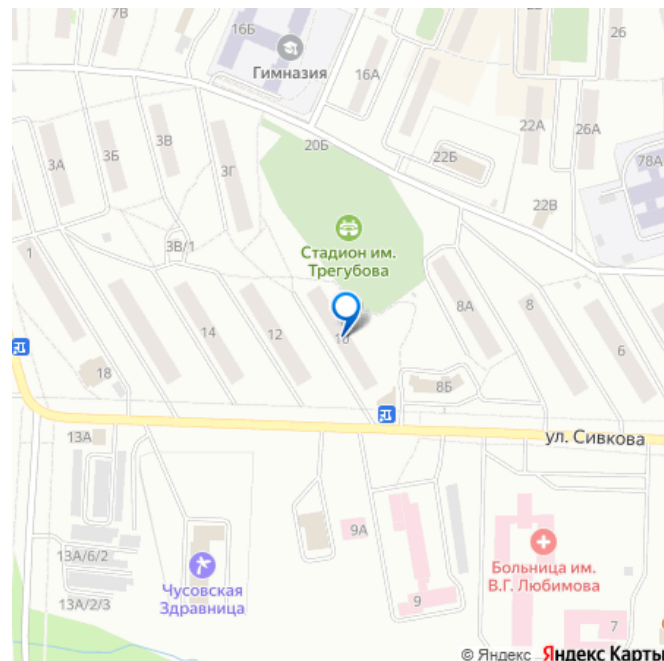 7В
16Б
26
Гимназия
16А
22А
26А
20Б
22Б
78А
3А
3Б
3В
3Г
22В
Стадион им.
Трегубова
1
3В/1
14
12
10
8А
8
6
18
8Б
13А
ул. Сивкова
9А
13А/6/2
Больница им.
В.Г. Любимова
Чусовская
Здравница
13А/2/3
9
7
© Яндекс Яндекс Карты